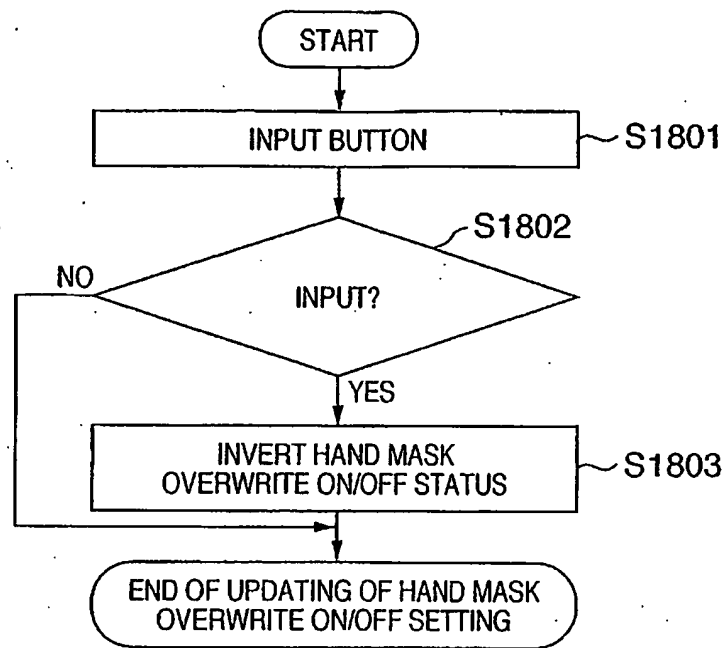 START
INPUT BUTTON
S1801
S1802
NO
INPUT?
YES
INVERT HAND MASK
OVERWRITE ON/OFF STATUS
S1803
END OF UPDATING OF HAND MASK
OVERWRITE ON/OFF SETTING